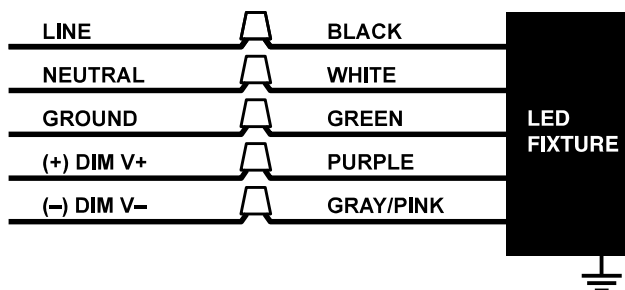 LINE BLACK
NEUTRAL WHITE
GROUND GREEN
(+) DIM V+ PURPLE
(–) DIM V– GRAY/PINK
LED
FIXTURE